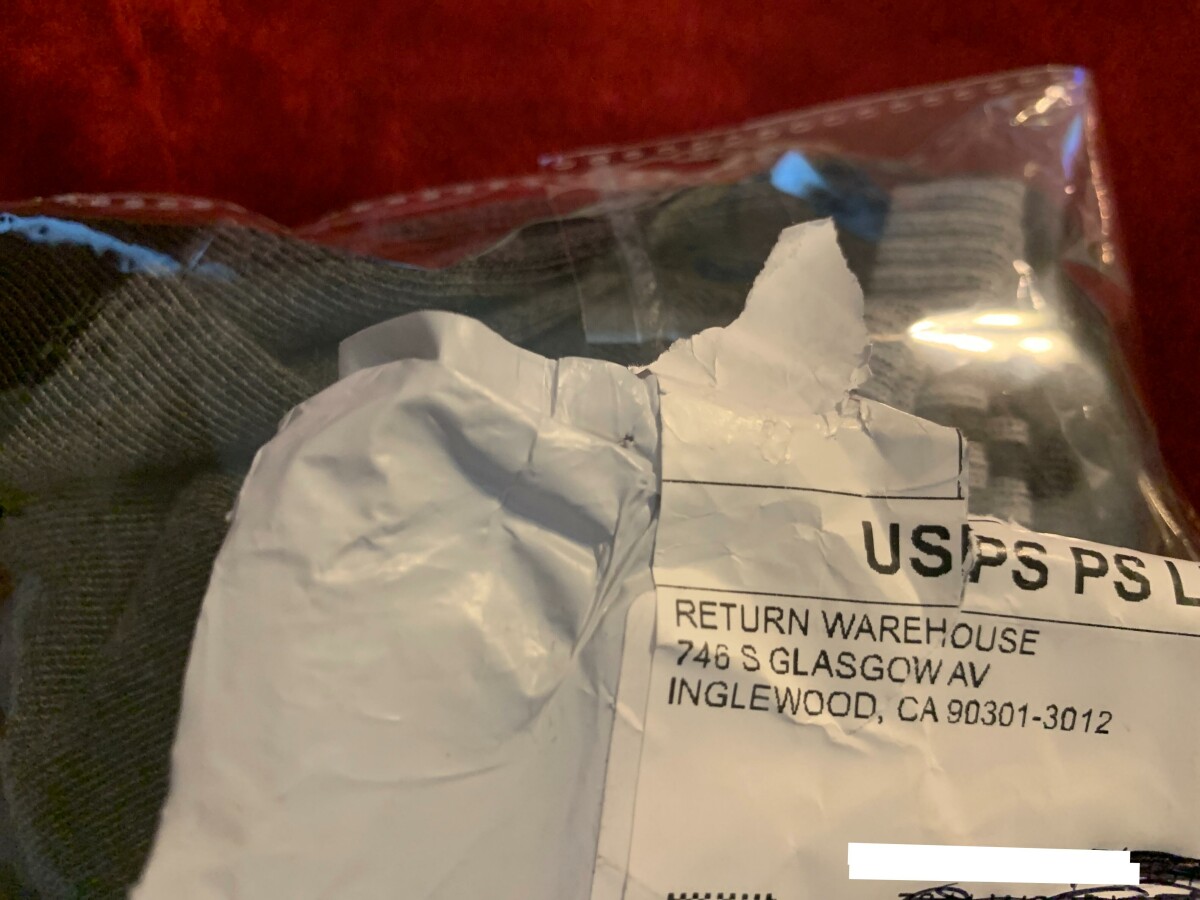 USPS PS
RETURN WAREHOUSE
746 S GLASGOW AV
INGLEWOOD, CA 90301-3012